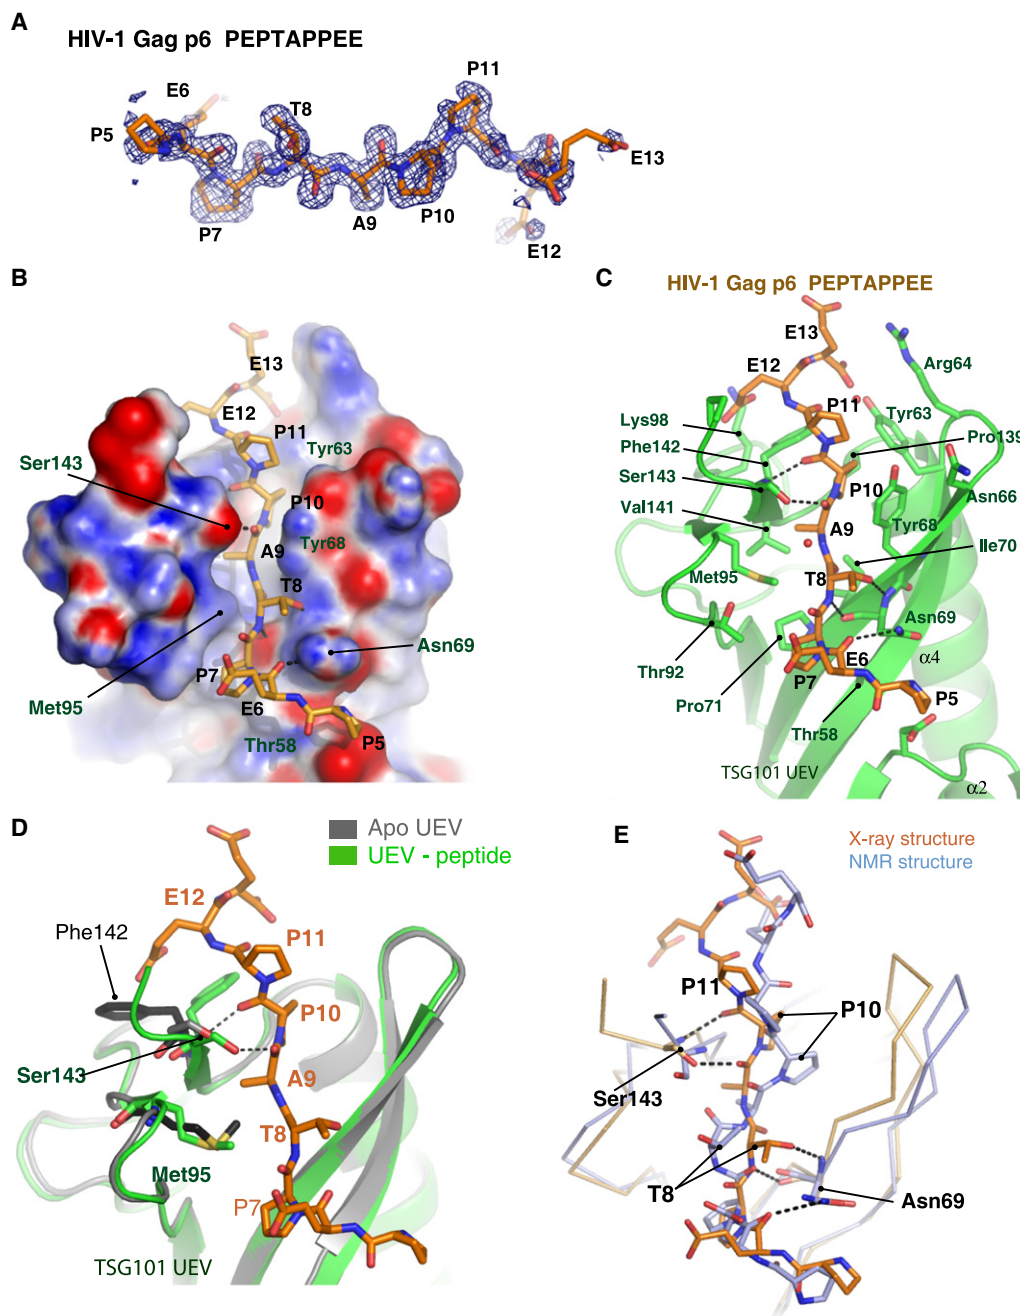 A
HIV-1 Gag p6 PEPTAPPEE
P11
E6
T8
P5
E13
P7
A9
P10
E12
B
E13
E12
P11
Tyr63
Ser143
P10
Tyr68
A9
T8
Asn69
P7
E6
Met95
Thr58
P5
C
HIV-1 Gag p6 PEPTAPPEE
E13
E12
Arg64
P11
Tyr63
Lys98
Pro139
Phe142
Ser143
P10
Asn66
Val141
A9
Tyr68
Ile70
Met95
T8
Asn69
Thr92
E6
α4
P7
Pro71
P5
Thr58
TSG101 UEV
α2
D
Apo UEV
UEV - peptide
E12
Phe142
P11
P10
Ser143
A9
T8
Met95
P7
TSG101 UEV
E
X-ray structure
NMR structure
P11
P10
Ser143
T8
Asn69